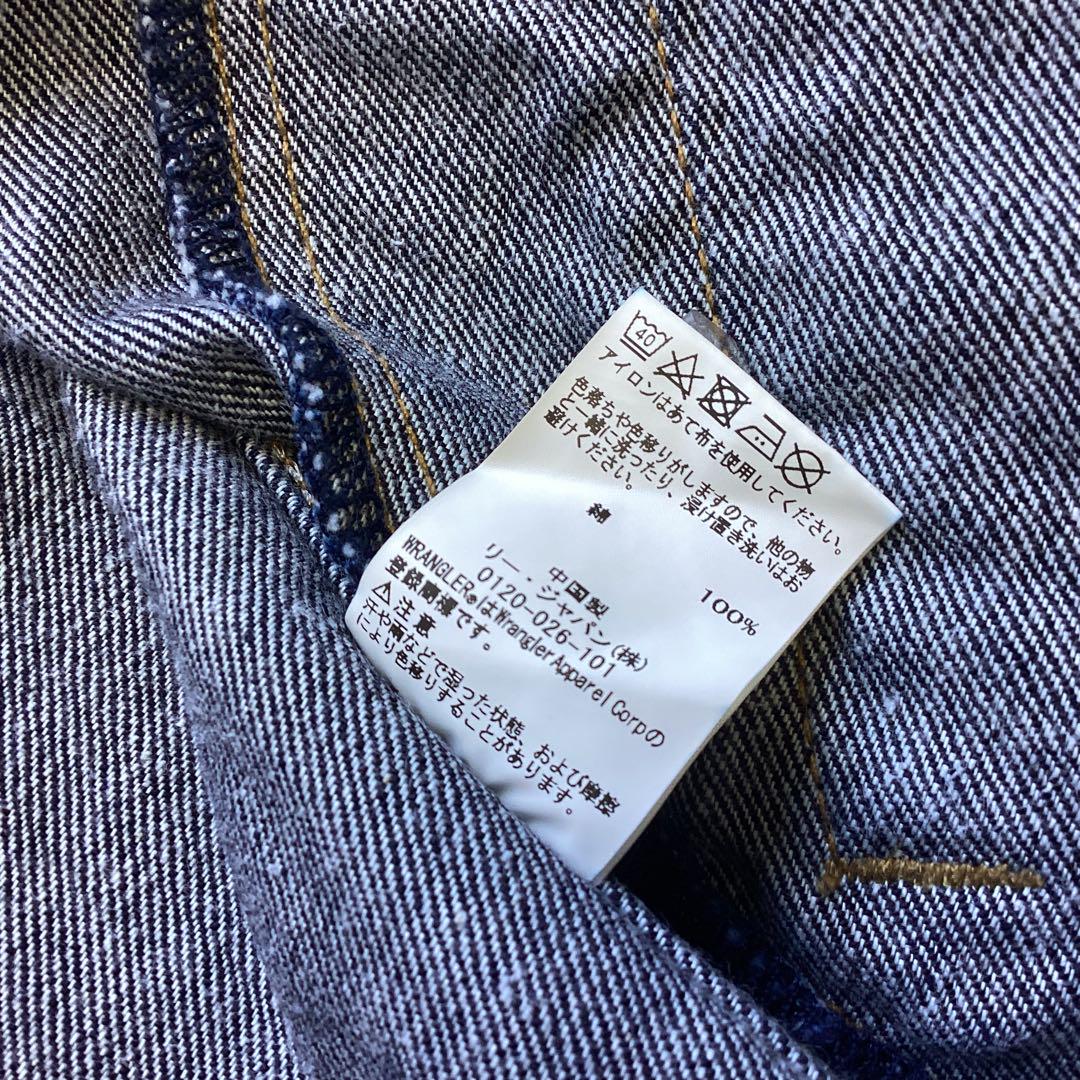 40
アイロンはあて布を使用してください。
色落ちや色移りがしますので、他の物
と一緒に洗ったり、浸け置き洗いはお
避けください。
綿 100%
中国製
リー・ジャパン(株)
0120-026-101
WRANGLER®はWrangler Apparel Corpの
登録商標です。
⚠ 注意
汗や雨などで湿った状態 および摩擦
により色移りすることがあります。